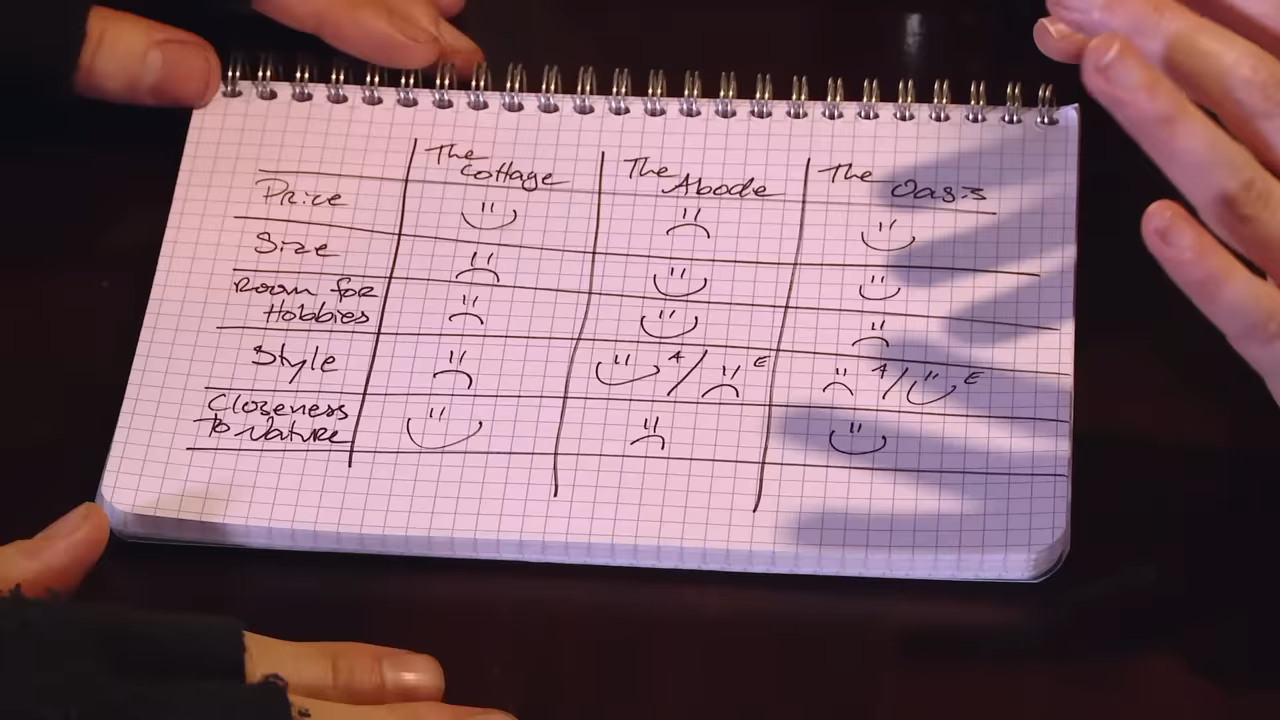 The Cottage
The Abode
The Oasis
Price
Size
Room for
Hobbies
Style
A / E
A / E
Closeness
To Nature